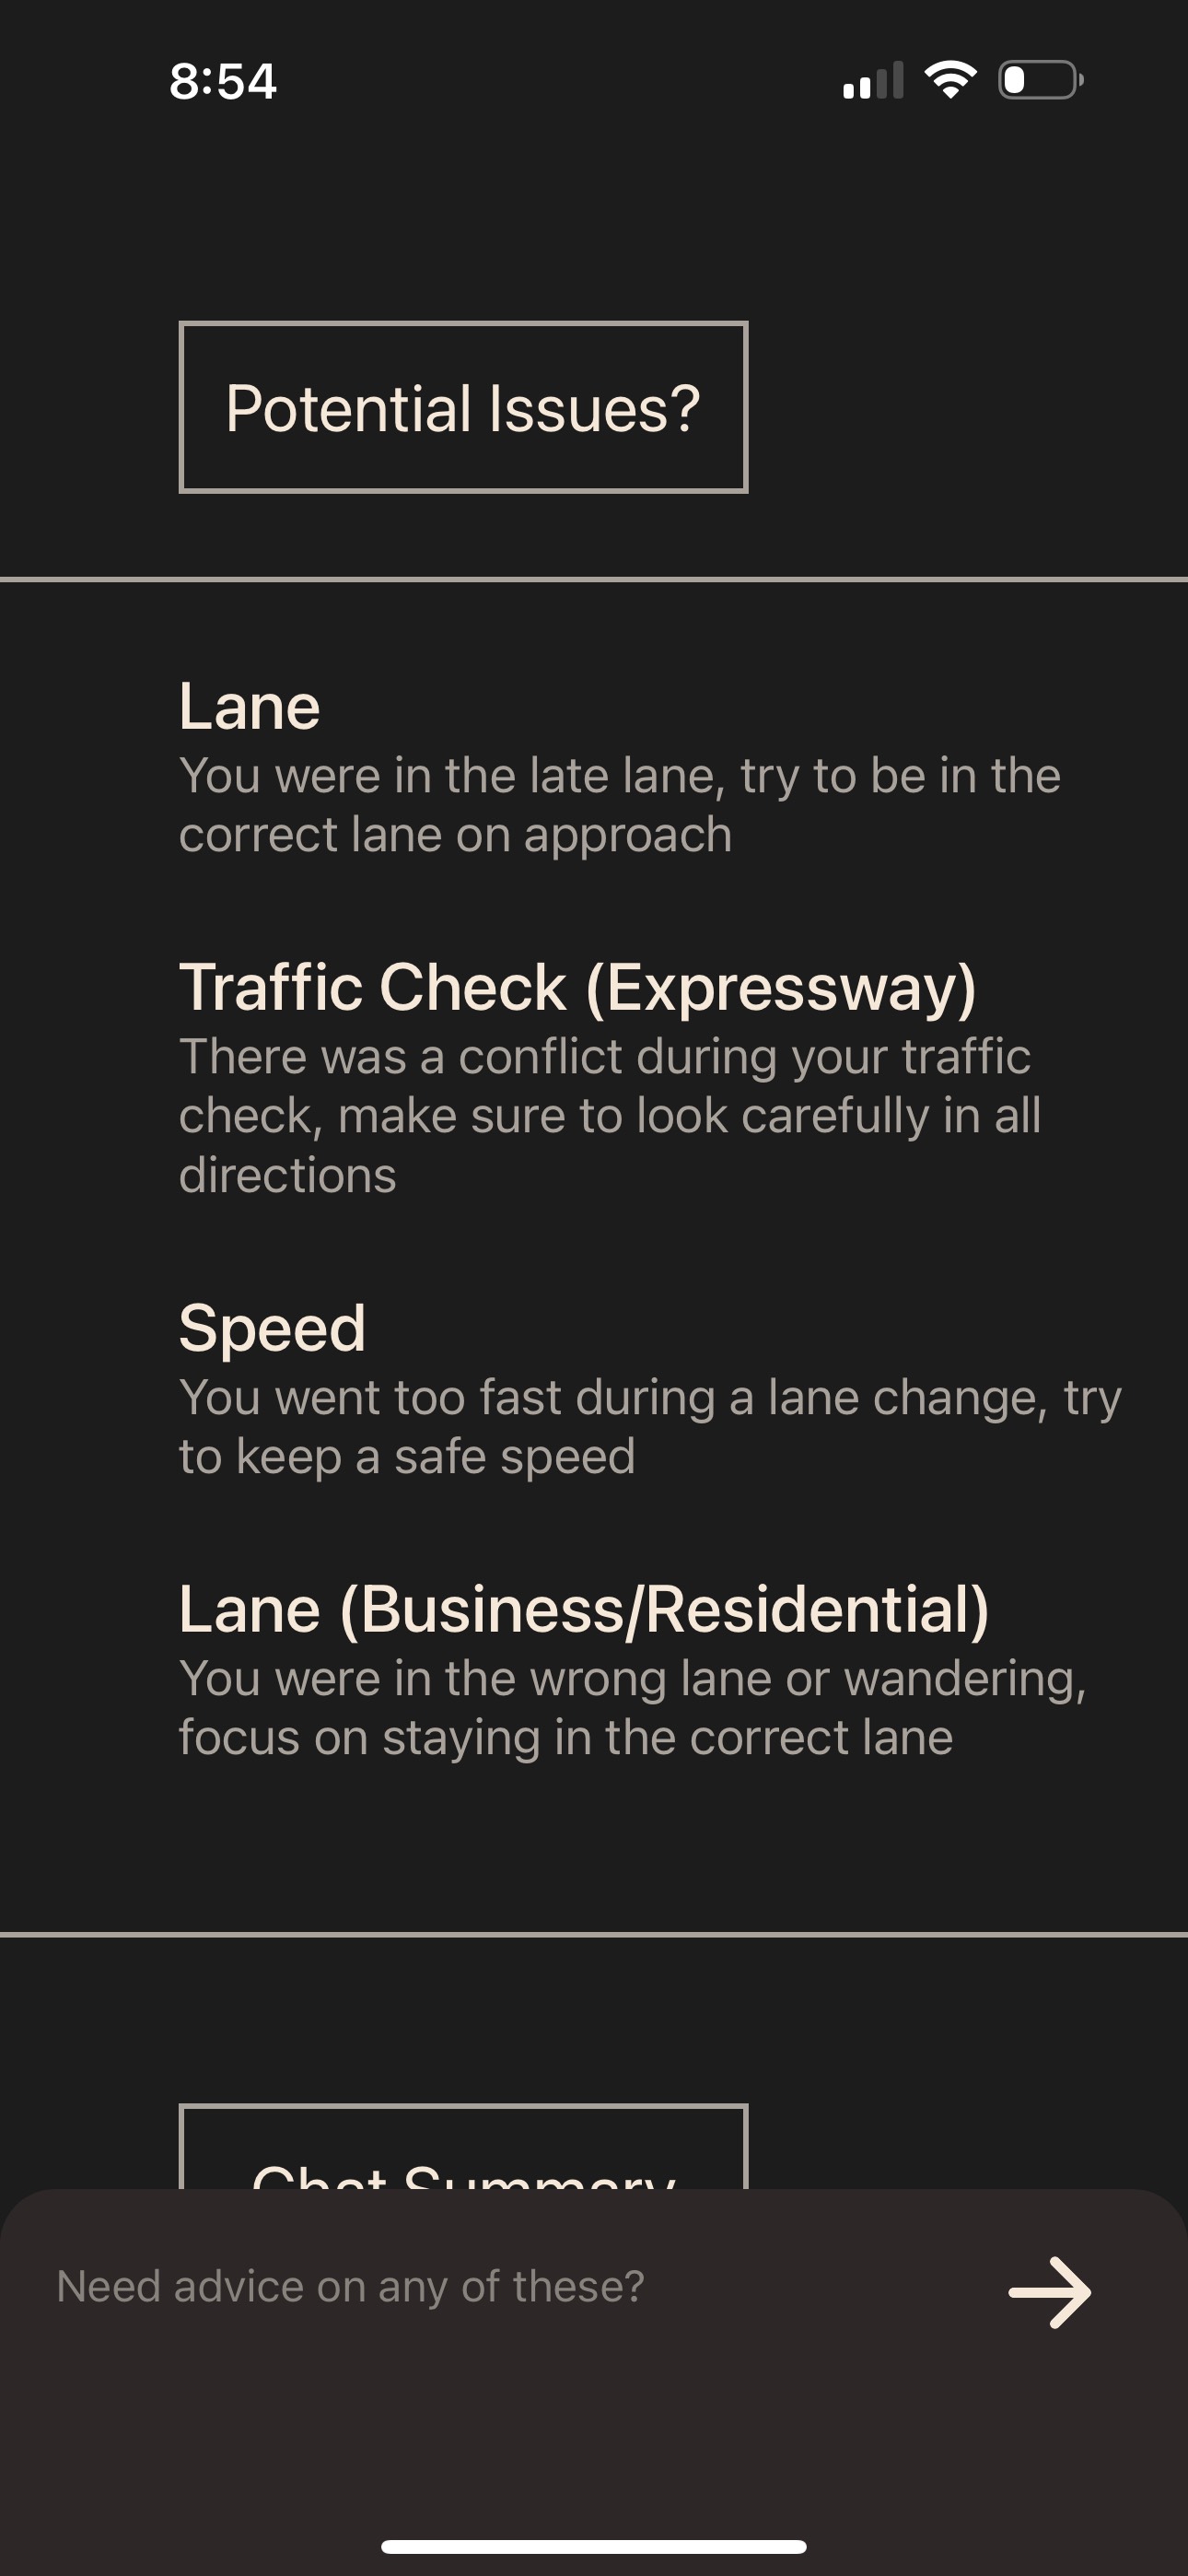 8:54
Potential Issues?
Lane
You were in the late lane, try to be in the
correct lane on approach
Traffic Check (Expressway)
There was a conflict during your traffic
check, make sure to look carefully in all
directions
Speed
You went too fast during a lane change, try
to keep a safe speed
Lane (Business/Residential)
You were in the wrong lane or wandering,
focus on staying in the correct lane
Chat Summary
Need advice on any of these?